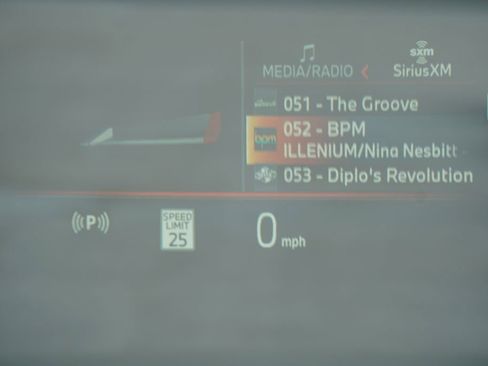 sxm
MEDIA/RADIO SiriusXM
051 - The Groove
bpm
052 - BPM
ILLENIUM/Nina Nesbitt -
053 - Diplo's Revolution
P
SPEED
LIMIT
25
0 mph